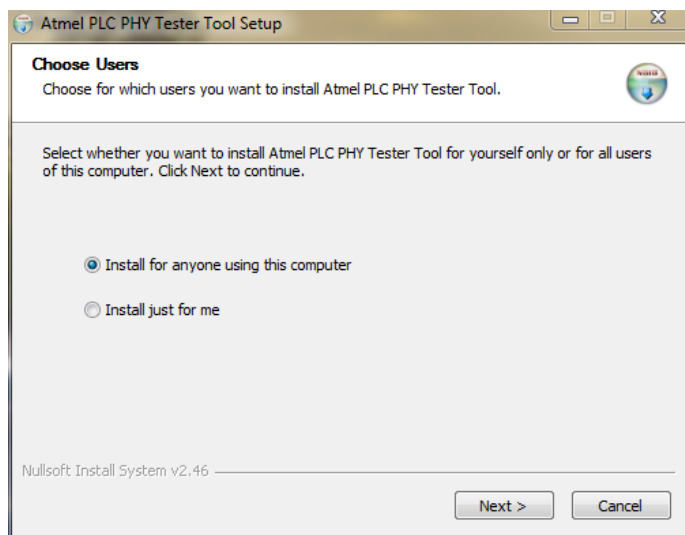 Atmel PLC PHY Tester Tool Setup
Choose Users
Choose for which users you want to install Atmel PLC PHY Tester Tool.
Select whether you want to install Atmel PLC PHY Tester Tool for yourself only or for all users
of this computer. Click Next to continue.
Install for anyone using this computer
Install just for me
Nullsoft Install System v2.46
Next >
Cancel